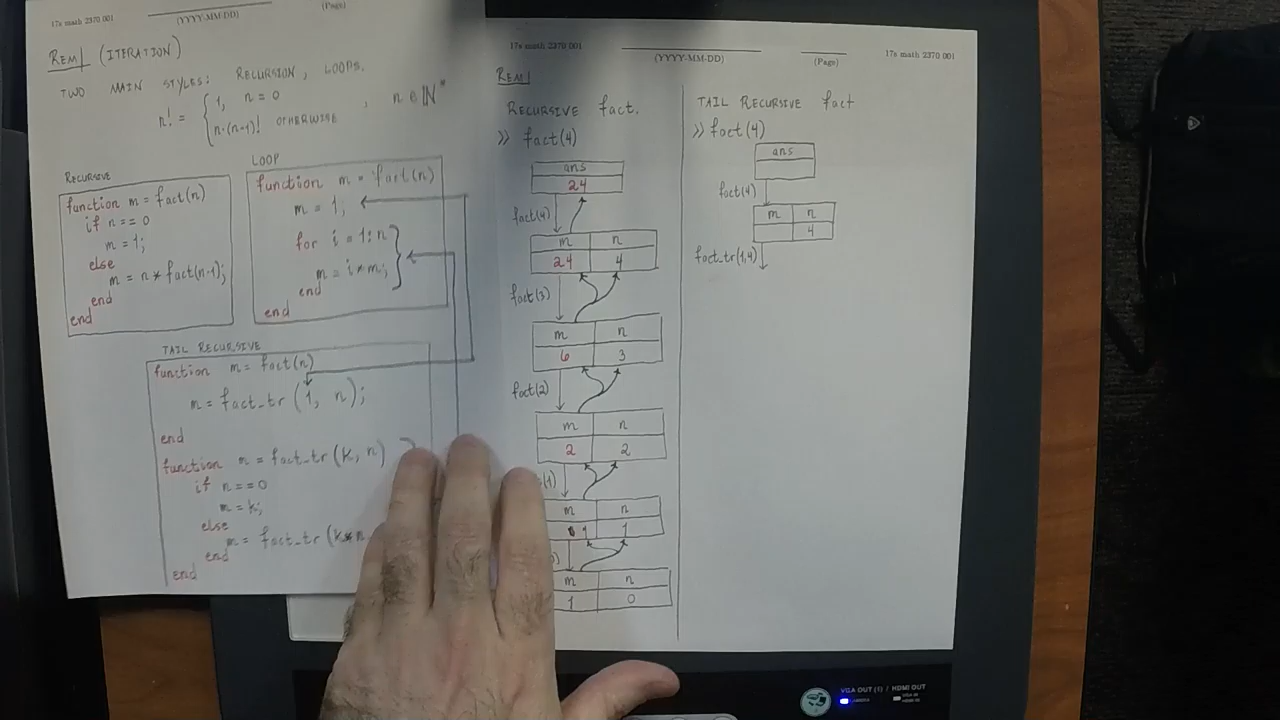 17s math 2370 001
(YYYY-MM-DD)
(Page)
REM (ITERATION)
TWO MAIN STYLES: RECURSION, LOOPS.
n! = { 1, n = 0
n·(n-1)! OTHERWISE , n ∈ ℕ
RECURSIVE
function m = fact(n)
if n == 0
m = 1;
else
m = n * fact(n-1);
end
end
LOOP
function m = fact(n)
m = 1;
for i = 1:n
m = i * m;
end
end
TAIL RECURSIVE
function m = fact(n)
m = fact_tr (1, n);
end
function m = fact_tr (k, n)
if n == 0
m = k;
else
m = fact_tr (k*n
end
end
17s math 2370 001
(YYYY-MM-DD)
(Page)
17s math 2370 001
REM
RECURSIVE fact.
>> fact(4)
ans
24
fact(4)
m n
24 4
fact(3)
m n
6 3
fact(2)
m n
2 2
m n
1 1
m n
1 0
TAIL RECURSIVE fact
>> fact(4)
ans
fact(4)
m n
4
fact_tr(1,4)
VGA OUT (1) / HDMI OUT